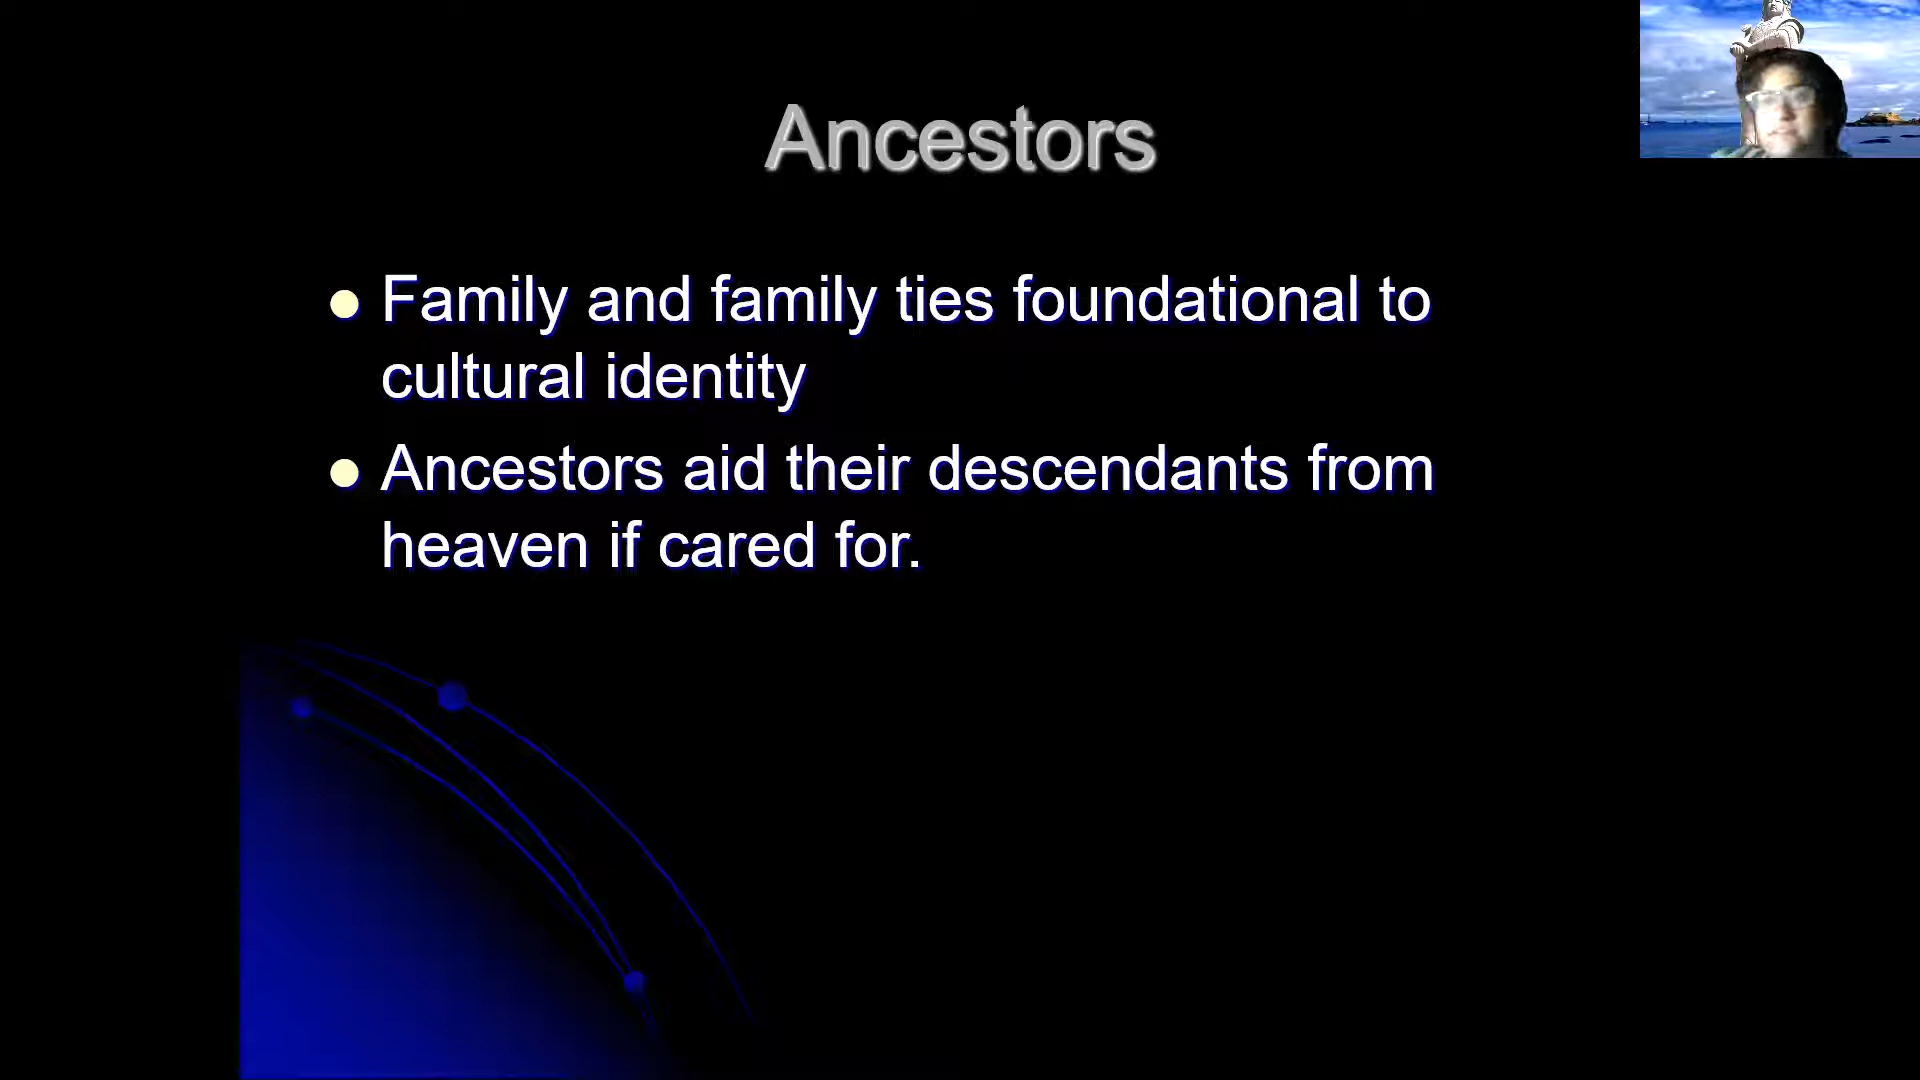 Ancestors
Family and family ties foundational to
cultural identity
Ancestors aid their descendants from
heaven if cared for.